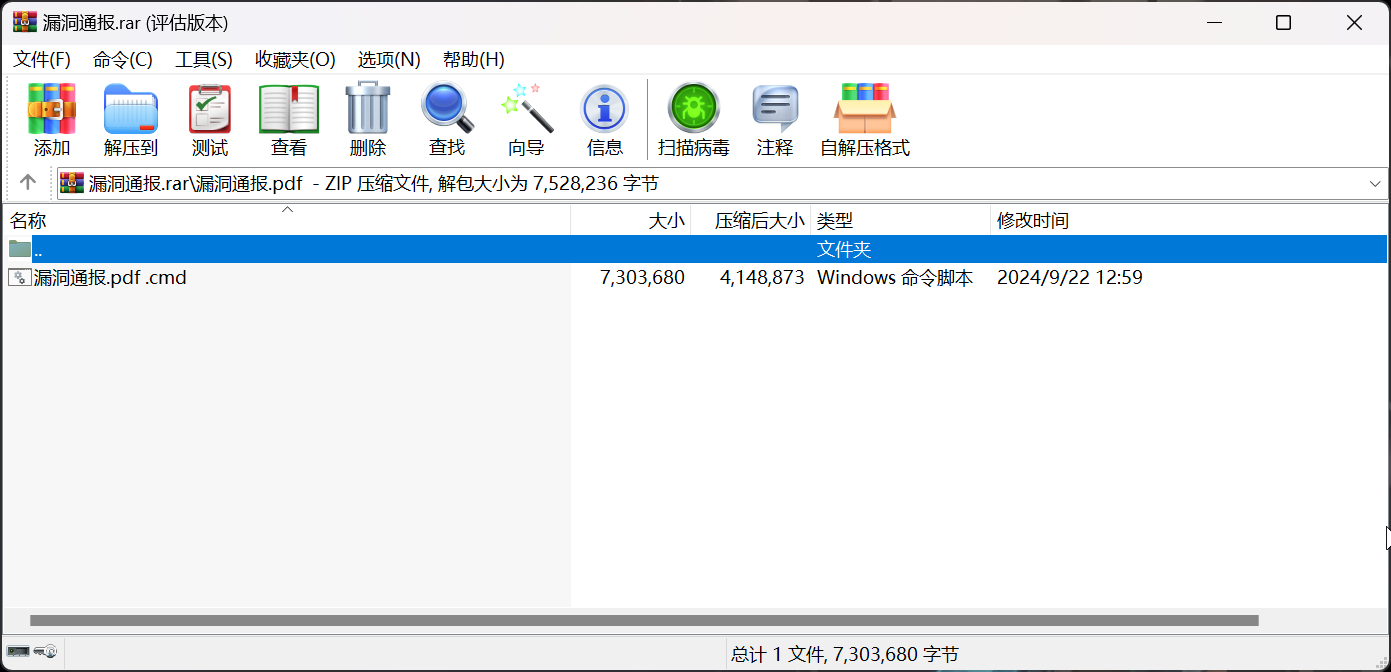 漏洞通报.rar (评估版本)
文件(F) 命令(C) 工具(S) 收藏夹(O) 选项(N) 帮助(H)
添加 解压到 测试 查看 删除 查找 向导 信息 扫描病毒 注释 自解压格式
漏洞通报.rar\漏洞通报.pdf - ZIP 压缩文件, 解包大小为 7,528,236 字节
名称 大小 压缩后大小 类型 修改时间
.. 文件夹
漏洞通报.pdf .cmd 7,303,680 4,148,873 Windows 命令脚本 2024/9/22 12:59
总计 1 文件, 7,303,680 字节